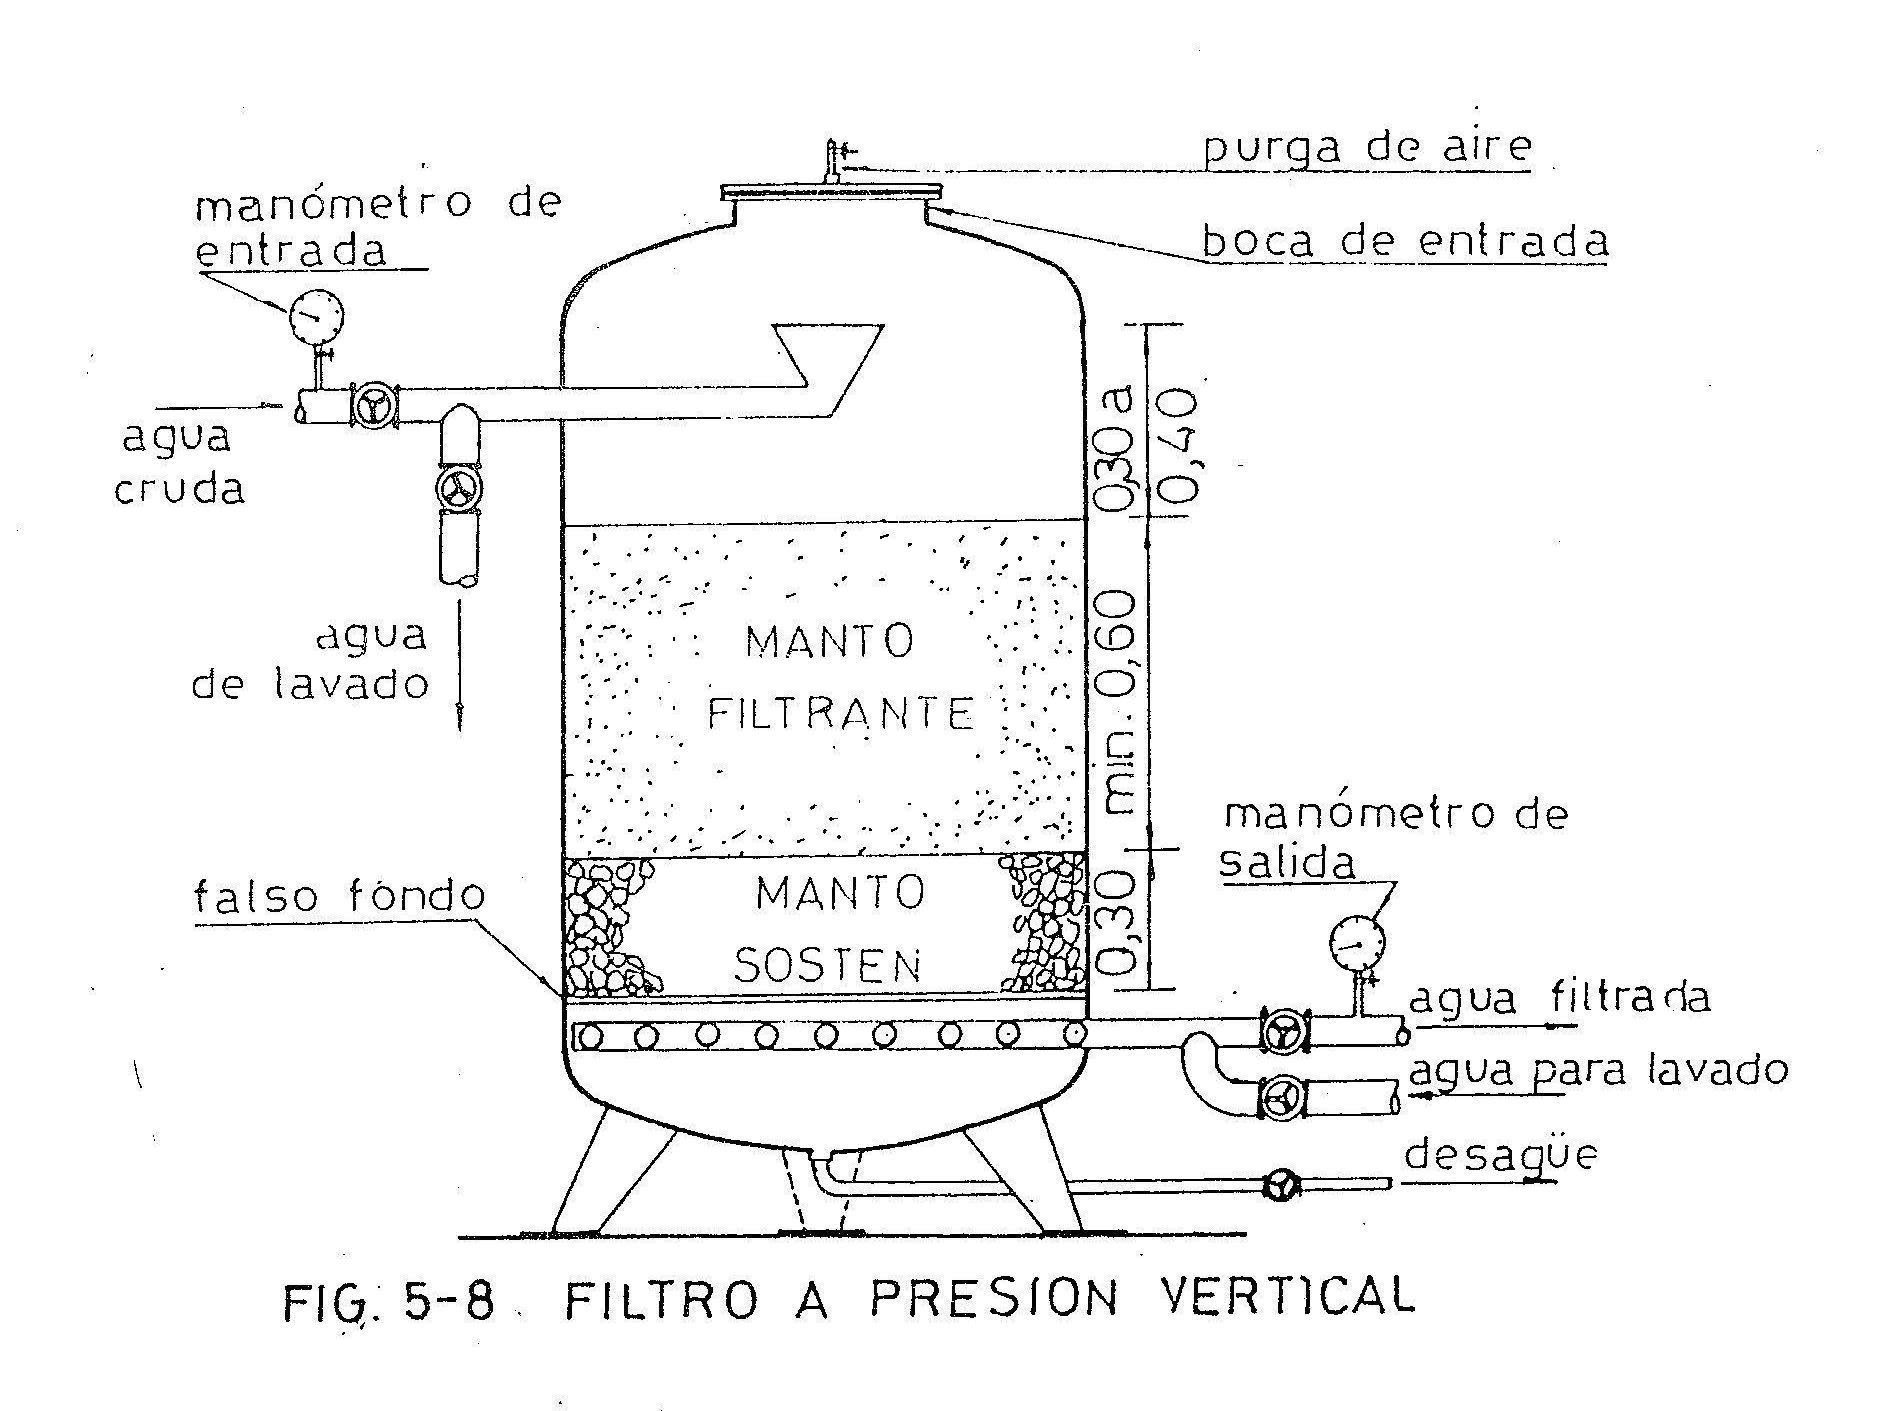 purga de aire
manómetro de
entrada
boca de entrada
agua
cruda
0,30 a
0,40
agua
de lavado
MANTO
FILTRANTE
min. 0,60
manómetro de
salida
falso fondo
MANTO
SOSTEN
0,30
agua filtrada
agua para lavado
desagüe
FIG. 5-8 FILTRO A PRESION VERTICAL